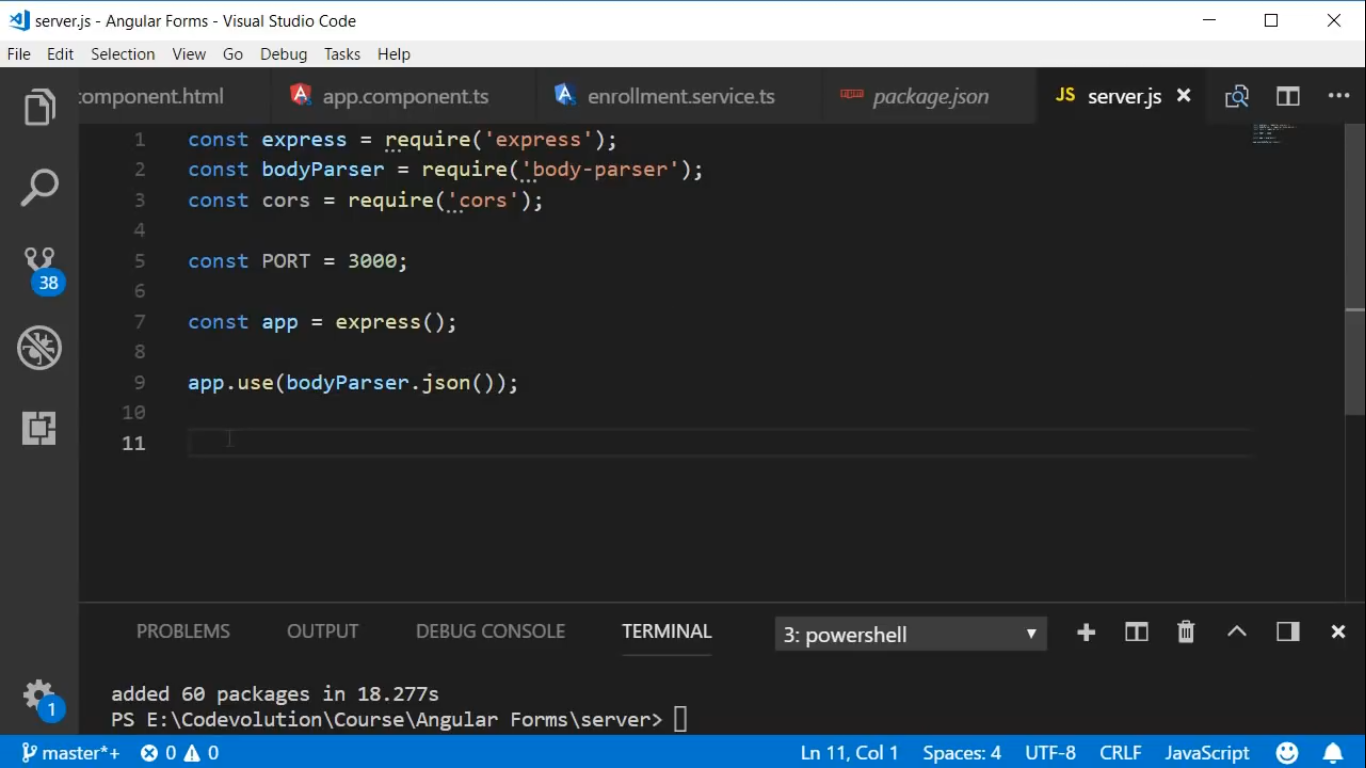 server.js - Angular Forms - Visual Studio Code
File Edit Selection View Go Debug Tasks Help
component.html app.component.ts enrollment.service.ts package.json JS server.js
1 const express = require('express');
2 const bodyParser = require('body-parser');
3 const cors = require('cors');
4
5 const PORT = 3000;
6
7 const app = express();
8
9 app.use(bodyParser.json());
10
11
38
PROBLEMS OUTPUT DEBUG CONSOLE TERMINAL 3: powershell
added 60 packages in 18.277s
PS E:\Codevolution\Course\Angular Forms\server>
1
master*+ 0 0 Ln 11, Col 1 Spaces: 4 UTF-8 CRLF JavaScript